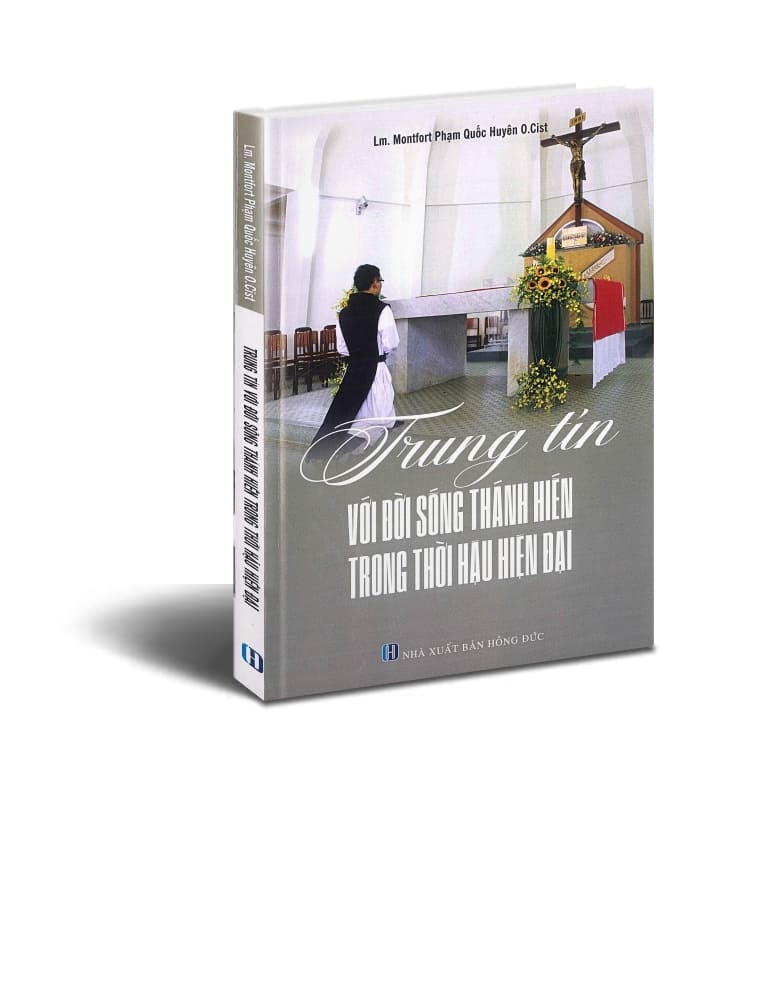 Lm. Montfort Phạm Quốc Huyên O.Cist
Trung tín
VỚI ĐỜI SỐNG THÁNH HIẾN
TRONG THỜI HẬU HIỆN ĐẠI
NHÀ XUẤT BẢN HỒNG ĐỨC
Lm. Montfort Phạm Quốc Huyên O.Cist
TRUNG TÍN VỚI ĐỜI SỐNG THÁNH HIẾN TRONG THỜI HẬU HIỆN ĐẠI